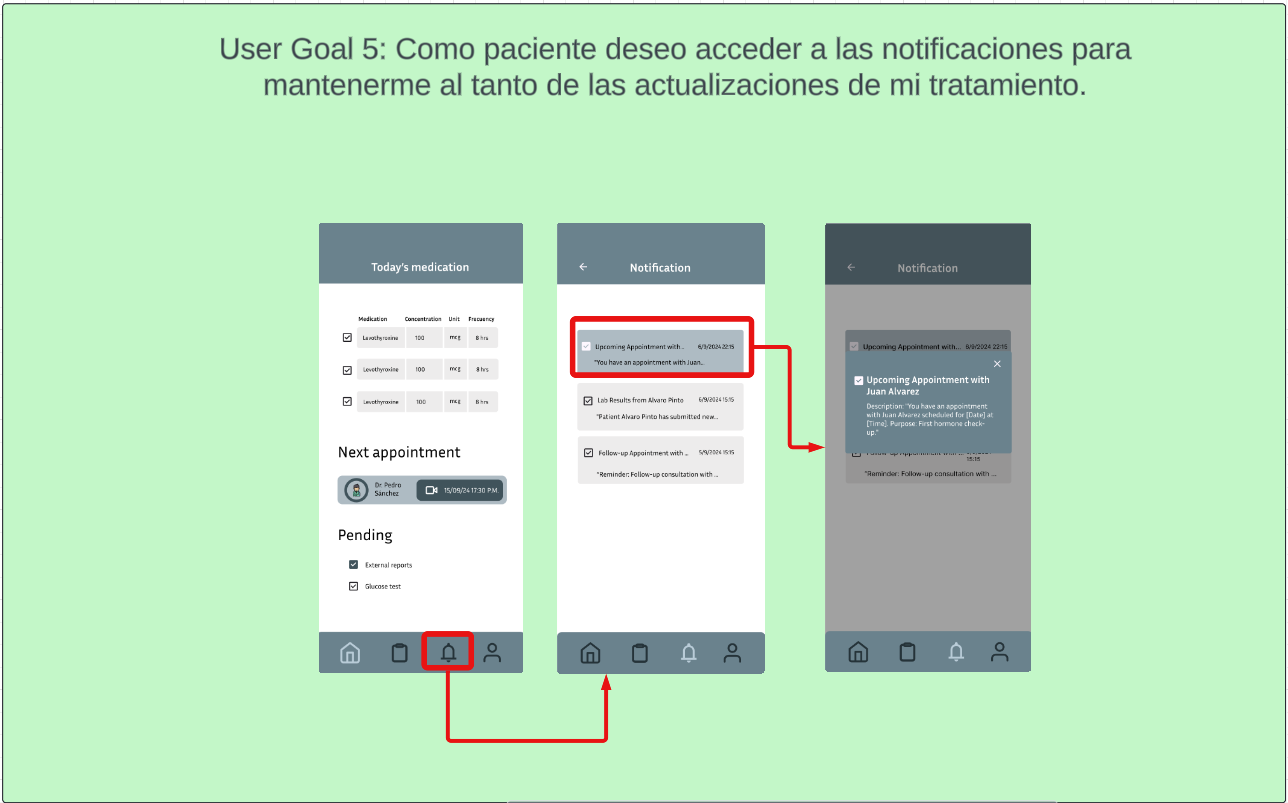 User Goal 5: Como paciente deseo acceder a las notificaciones para
mantenerme al tanto de las actualizaciones de mi tratamiento.
Today's medication
Medication Concentration Unit Frecuency
Levothyroxine 100 mcg 8 hrs
Levothyroxine 100 mcg 8 hrs
Levothyroxine 100 mcg 8 hrs
Next appointment
Dr. Pedro
Sánchez
15/09/24 17:30 P.M.
Pending
External reports
Glucose test
Notification
Upcoming Appointment with... 6/9/2024 22:15
"You have an appointment with Juan...
Lab Results from Alvaro Pinto 6/9/2024 15:15
"Patient Alvaro Pinto has submitted new...
Follow-up Appointment with ... 5/9/2024 15:15
"Reminder: Follow-up consultation with ...
Notification
Upcoming Appointment with... 6/9/2024 22:15
Upcoming Appointment with
Juan Alvarez
Description: "You have an appointment
with Juan Alvarez scheduled for [Date] at
[Time]. Purpose: First hormone check-
up."
15:15
"Reminder: Follow-up consultation with ...